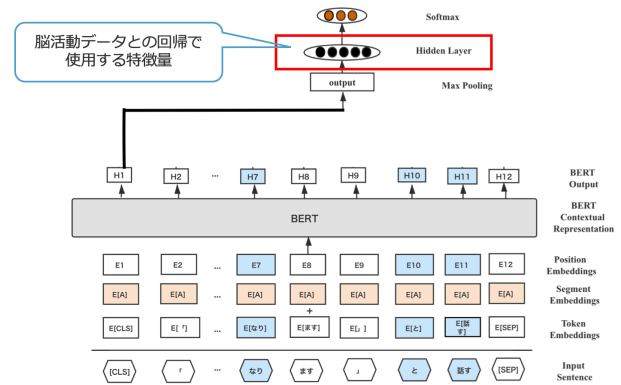 Softmax
脳活動データとの回帰で
使用する特徴量
Hidden Layer
output
Max Pooling
H1 H2 ... H7 H8 H9 H10 H11 H12
BERT
Output
BERT
BERT
Contextual
Representation
E1 E2 ... E7 E8 E9 E10 E11 E12
Position
Embeddings
E[A] E[A] ... E[A] E[A] E[A] E[A] E[A] E[A]
Segment
Embeddings
+
E[CLS] E[「] ... E[なり] E[ます] E[」] E[と] E[話す] E[SEP]
Token
Embeddings
[CLS] 「 ... なり ます 」 と 話す [SEP]
Input
Sentence